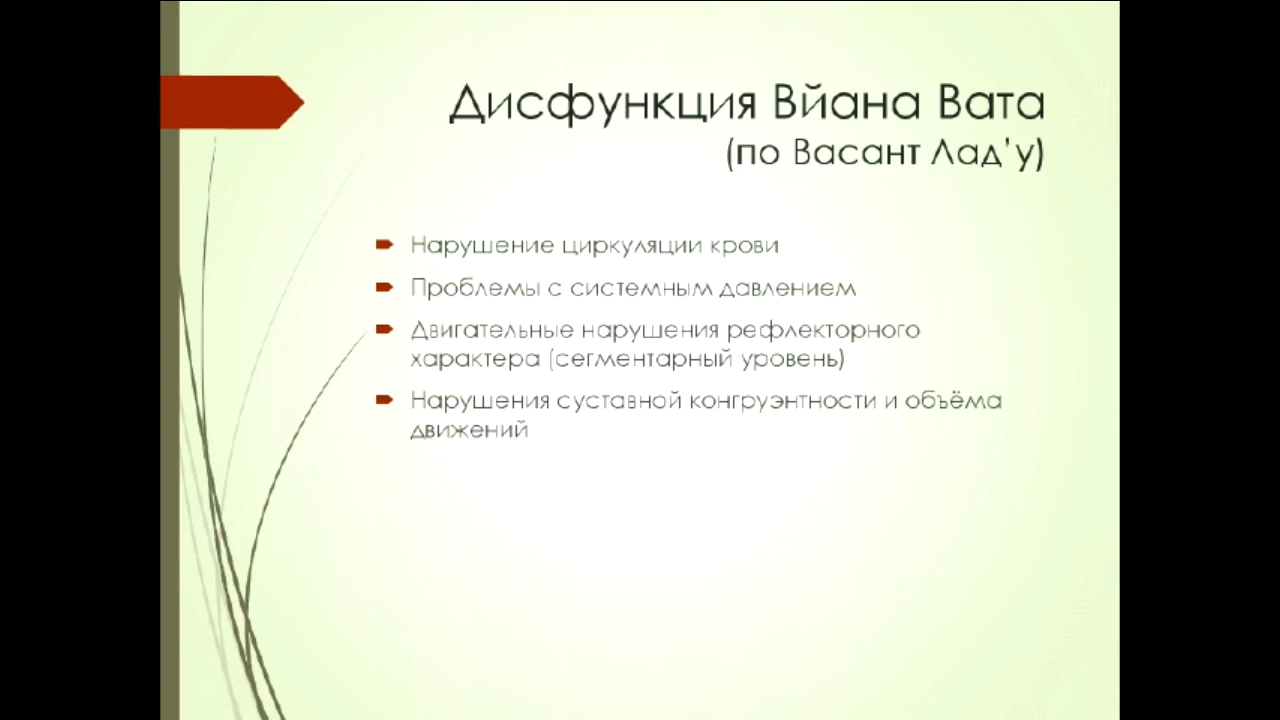 Дисфункция Вйана Вата
(по Васант Лад'у)
Нарушение циркуляции крови
Проблемы с системным давлением
Двигательные нарушения рефлекторного
характера (сегментарный уровень)
Нарушения суставной конгруэнтности и объёма
движений